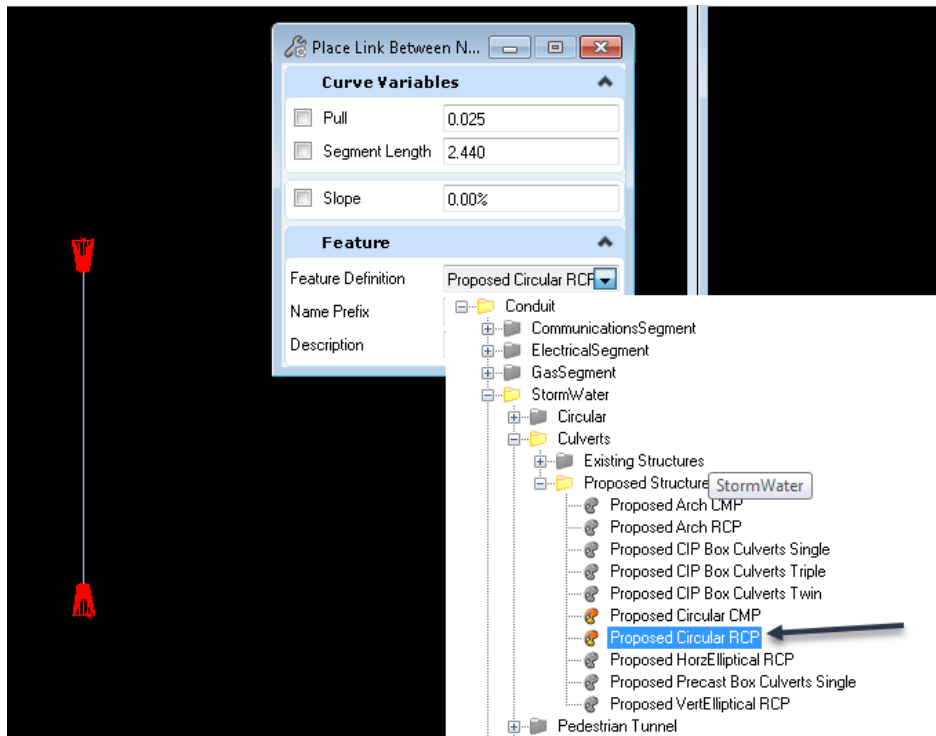 Place Link Between N...
Curve Variables
Pull 0.025
Segment Length 2.440
Slope 0.00%
Feature
Feature Definition Proposed Circular RCP
Name Prefix
Description
Conduit
CommunicationsSegment
ElectricalSegment
GasSegment
StormWater
Circular
Culverts
Existing Structures
Proposed Structure
StormWater
Proposed Arch CMP
Proposed Arch RCP
Proposed CIP Box Culverts Single
Proposed CIP Box Culverts Triple
Proposed CIP Box Culverts Twin
Proposed Circular CMP
Proposed Circular RCP
Proposed HorzElliptical RCP
Proposed Precast Box Culverts Single
Proposed VertElliptical RCP
Pedestrian Tunnel